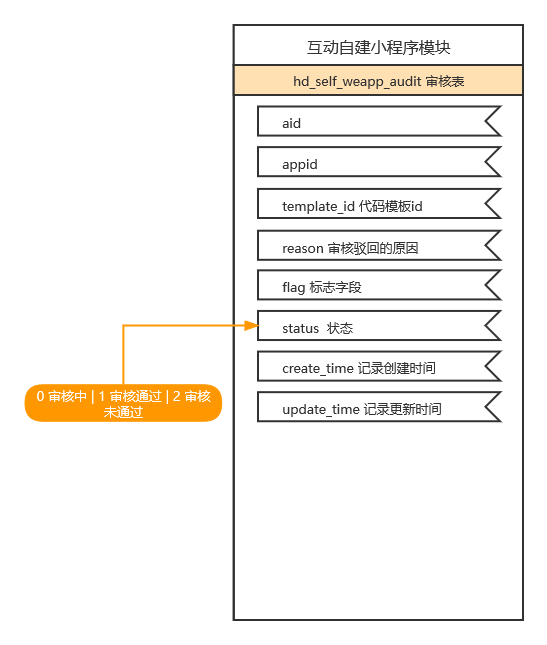 互动自建小程序模块
hd_self_weapp_audit 审核表
aid
appid
template_id 代码模板id
reason 审核驳回的原因
flag 标志字段
status 状态
create_time 记录创建时间
update_time 记录更新时间
0 审核中 | 1 审核通过 | 2 审核
未通过